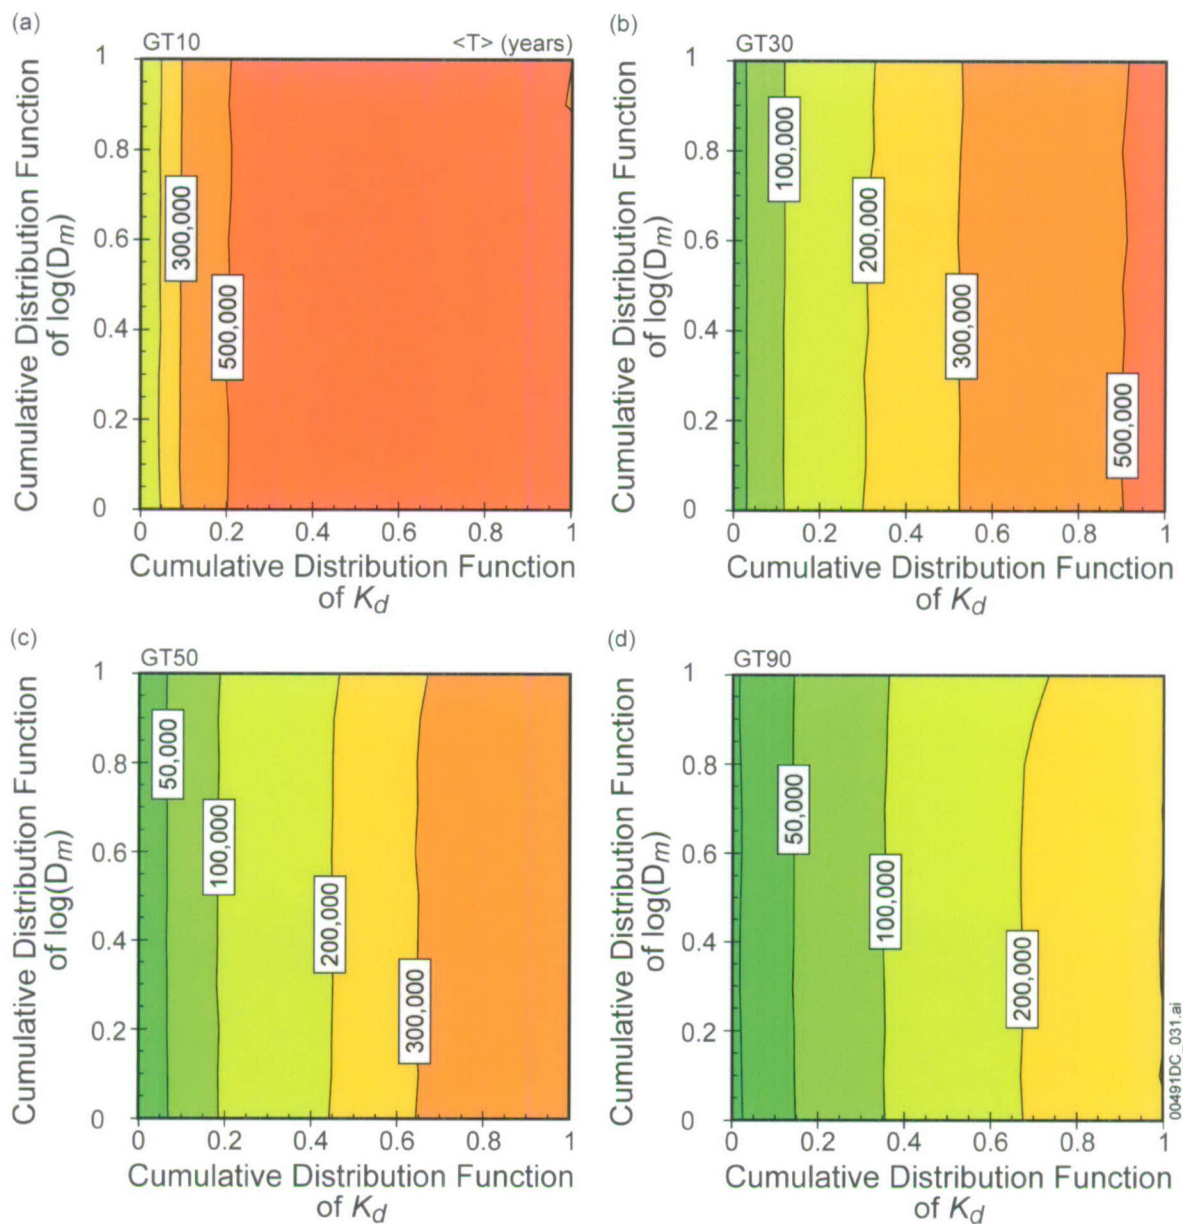 (a)
GT10 <T> (years)
1
0.8
0.6
0.4
0.2
0
Cumulative Distribution Function
of log(Dm)
300,000
500,000
0 0.2 0.4 0.6 0.8 1
Cumulative Distribution Function
of Kd
(b)
GT30
1
0.8
0.6
0.4
0.2
0
Cumulative Distribution Function
of log(Dm)
100,000
200,000
300,000
500,000
0 0.2 0.4 0.6 0.8 1
Cumulative Distribution Function
of Kd
(c)
GT50
1
0.8
0.6
0.4
0.2
0
Cumulative Distribution Function
of log(Dm)
50,000
100,000
200,000
300,000
0 0.2 0.4 0.6 0.8 1
Cumulative Distribution Function
of Kd
(d)
GT90
1
0.8
0.6
0.4
0.2
0
Cumulative Distribution Function
of log(Dm)
50,000
100,000
200,000
0 0.2 0.4 0.6 0.8 1
Cumulative Distribution Function
of Kd
00491DC_031.ai